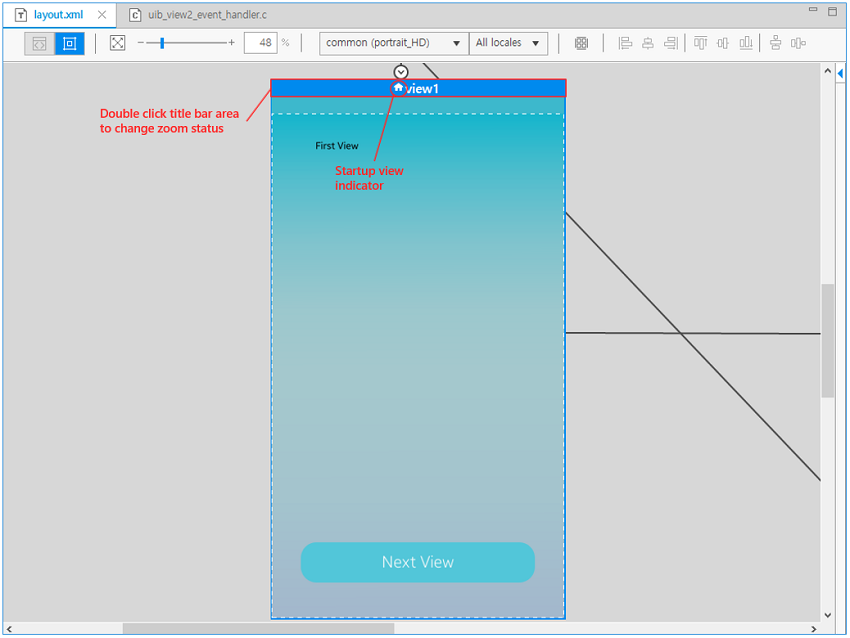 layout.xml
uib_view2_event_handler.c
48 %
common (portrait_HD)
All locales
view1
Double click title bar area
to change zoom status
First View
Startup view
indicator
Next View